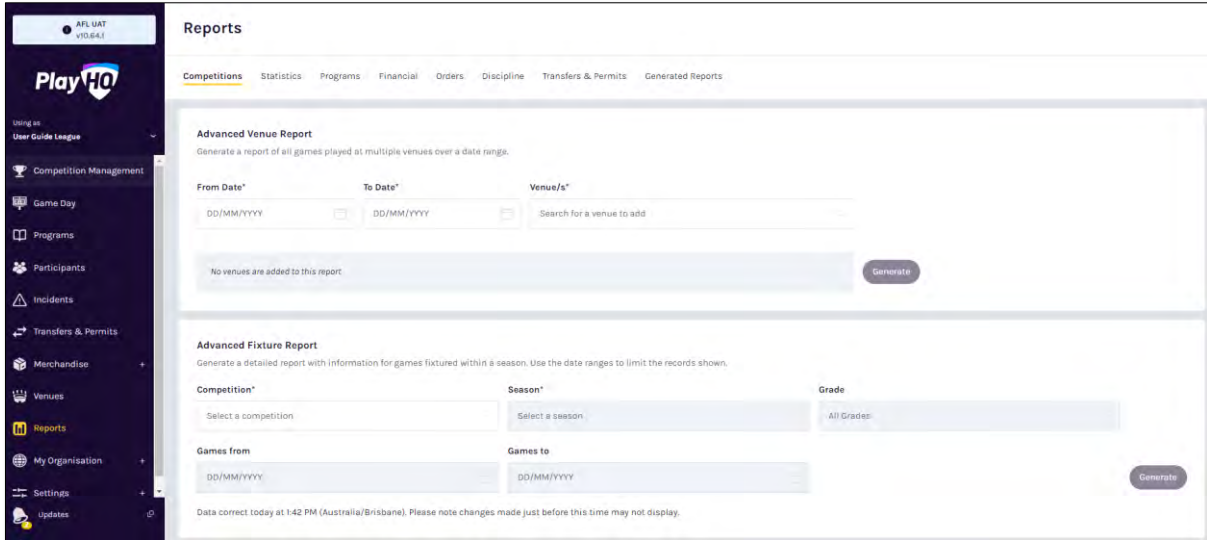 AFL UAT
v10.64.1
PlayHQ
Using as
User Guide League
Competition Management
Game Day
Programs
Participants
Incidents
Transfers & Permits
Merchandise +
Venues
Reports
My Organisation +
Settings +
Updates
Reports
Competitions Statistics Programs Financial Orders Discipline Transfers & Permits Generated Reports
Advanced Venue Report
Generate a report of all games played at multiple venues over a date range.
From Date* To Date* Venue/s*
DD/MM/YYYY DD/MM/YYYY Search for a venue to add
No venues are added to this report Generate
Advanced Fixture Report
Generate a detailed report with information for games fixtured within a season. Use the date ranges to limit the records shown.
Competition* Season* Grade
Select a competition Select a season All Grades
Games from Games to
DD/MM/YYYY DD/MM/YYYY Generate
Data correct today at 1:42 PM (Australia/Brisbane). Please note changes made just before this time may not display.